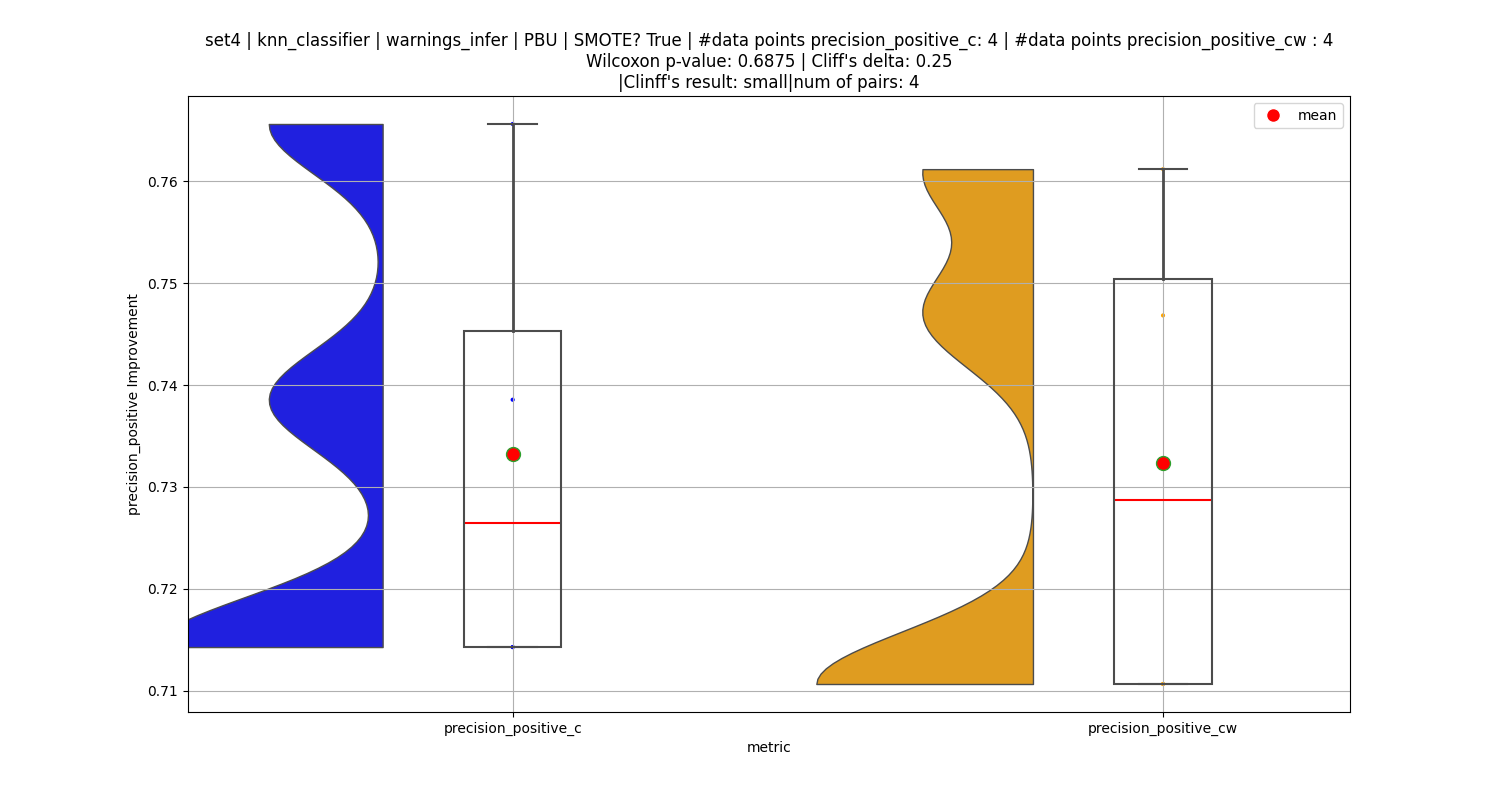 set4 | knn_classifier | warnings_infer | PBU | SMOTE? True | #data points precision_positive_c: 4 | #data points precision_positive_cw : 4
Wilcoxon p-value: 0.6875 | Cliff's delta: 0.25
|Clinff's result: small|num of pairs: 4
mean
precision_positive Improvement
0.76
0.75
0.74
0.73
0.72
0.71
precision_positive_c
precision_positive_cw
metric